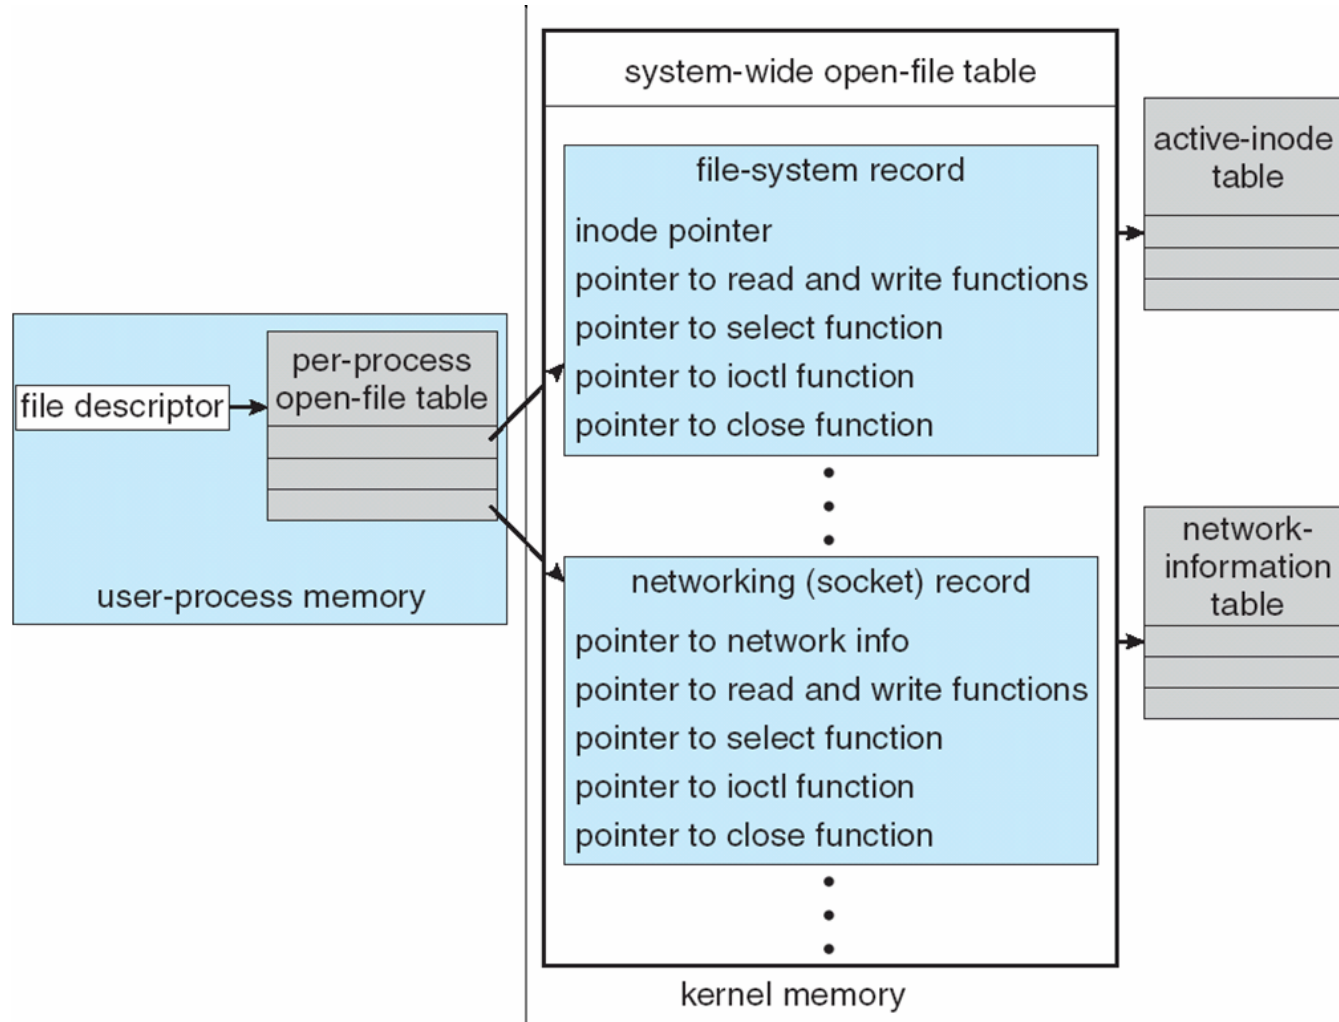 file descriptor
per-process
open-file table
user-process memory
system-wide open-file table
file-system record
inode pointer
pointer to read and write functions
pointer to select function
pointer to ioctl function
pointer to close function
networking (socket) record
pointer to network info
pointer to read and write functions
pointer to select function
pointer to ioctl function
pointer to close function
kernel memory
active-inode
table
network-
information
table